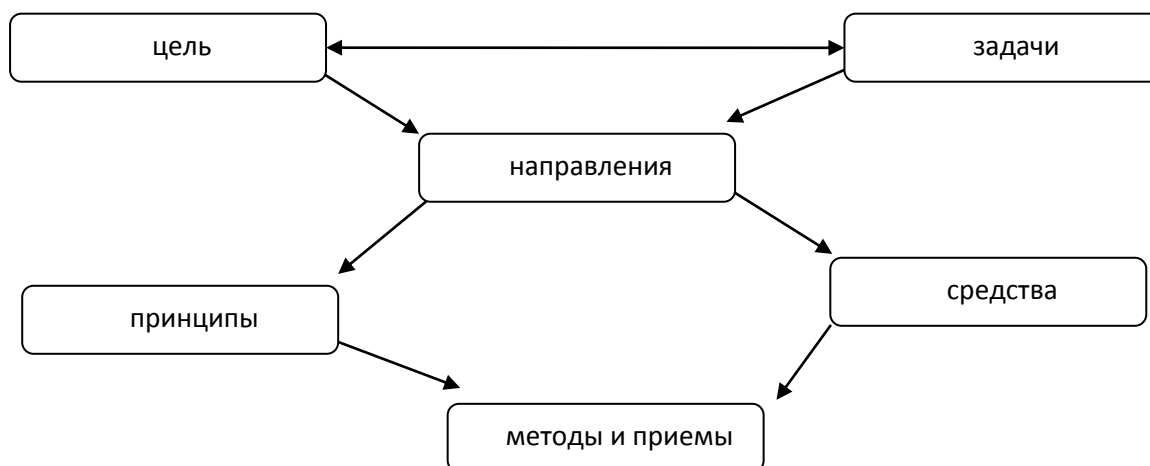 цель
задачи
направления
средства
принципы
методы и приемы